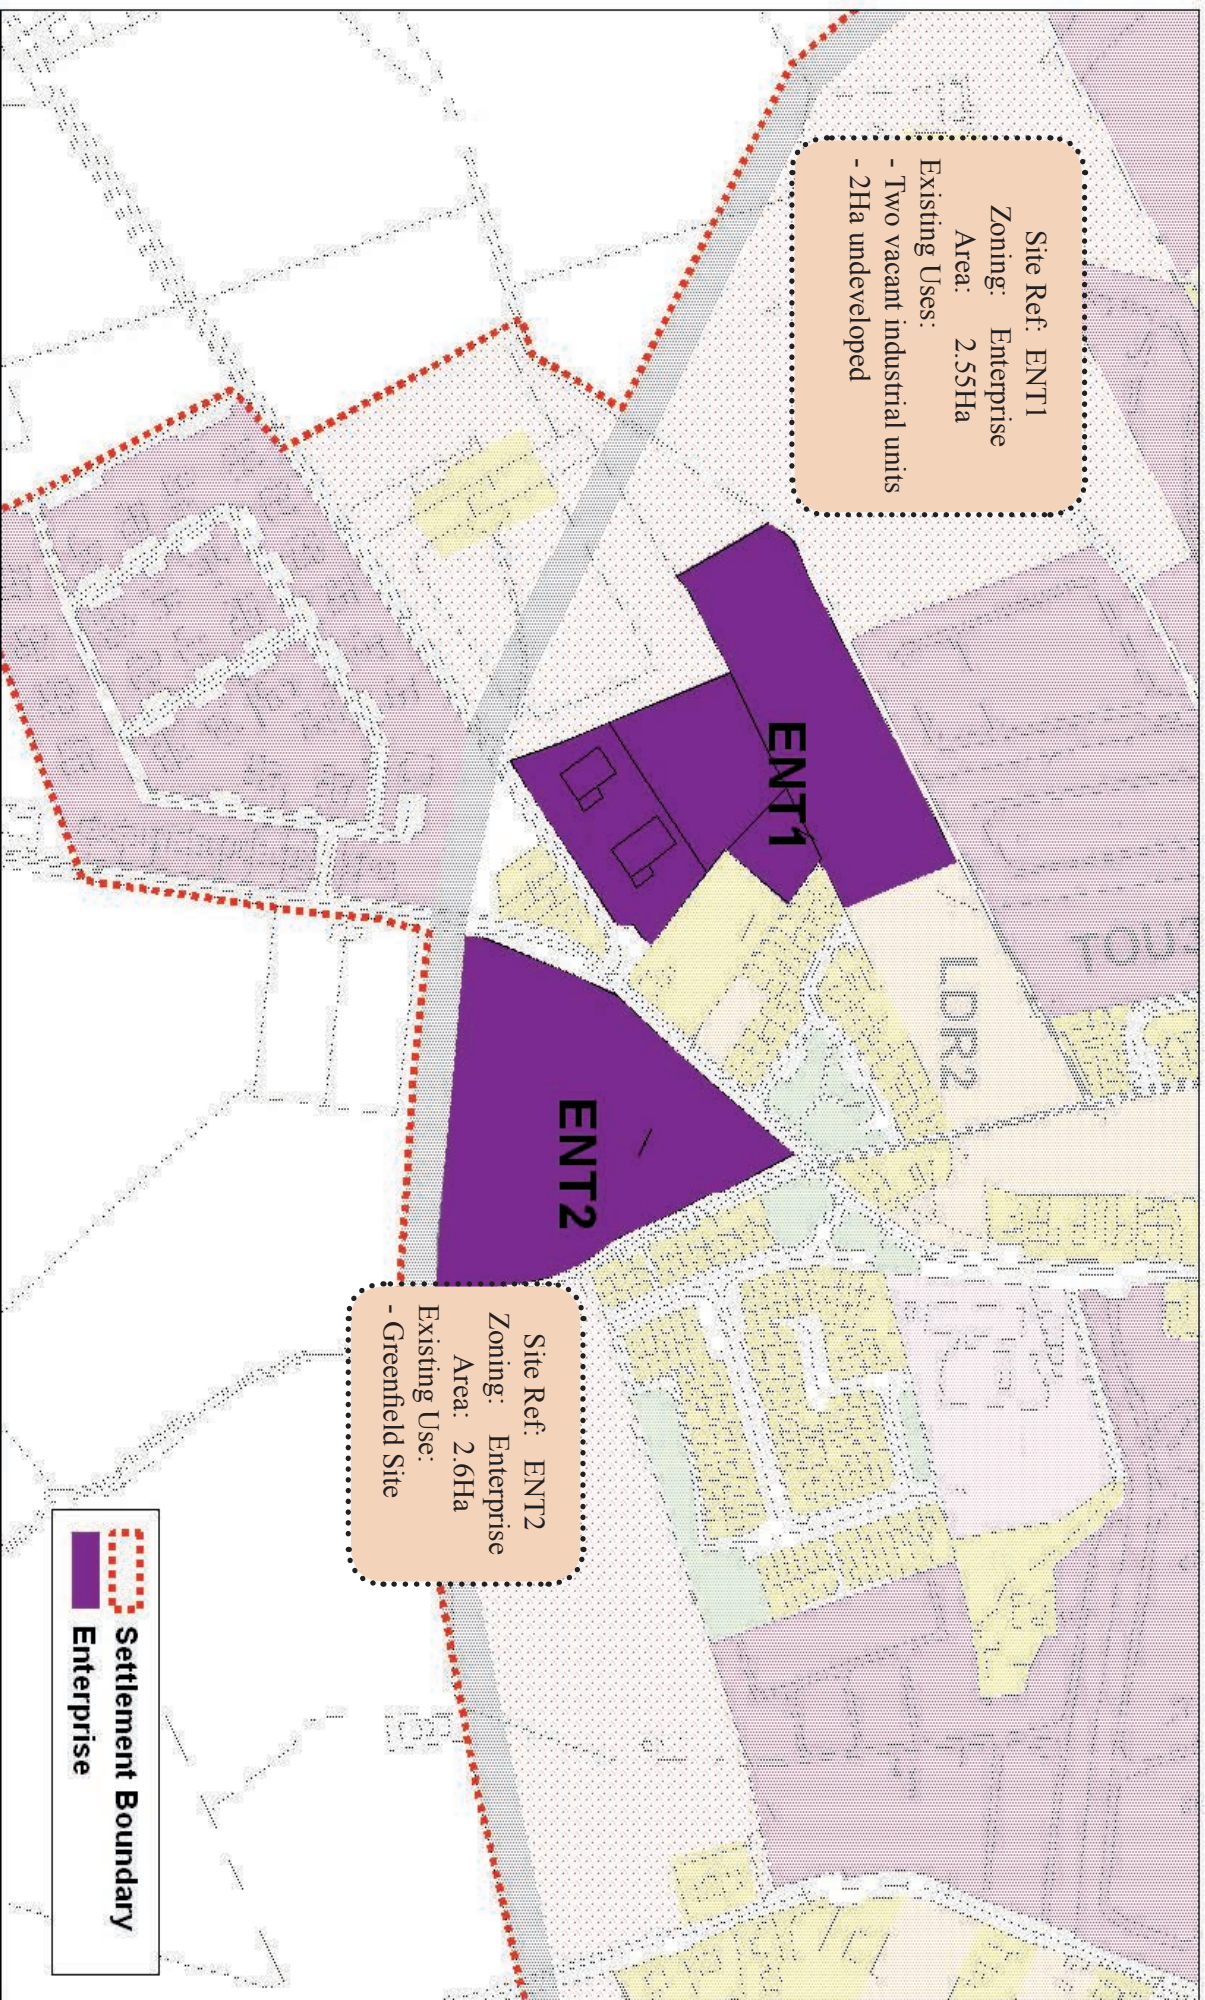 Site Ref: ENT1
Zoning: Enterprise
Area: 2.55Ha
Existing Uses:
- Two vacant industrial units
- 2Ha undeveloped
TOU3
LDR2
ENT1
ENT2
Site Ref: ENT2
Zoning: Enterprise
Area: 2.6Ha
Existing Use:
- Greenfield Site
Settlement Boundary
Enterprise